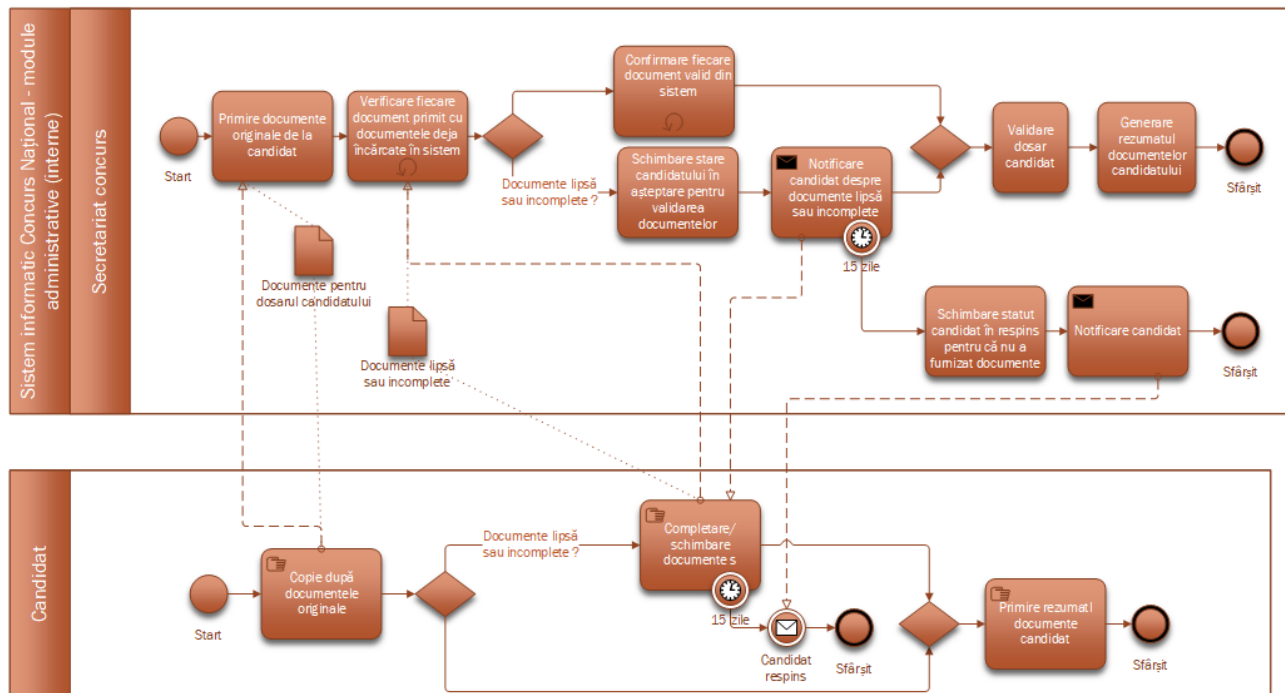 Sistem informatic Concurs Național - module
administrative (interne)
Secretariat concurs
Start
Primire documente
originale de la
candidat
Verificare fiecare
document primit cu
documentele deja
încărcate în sistem
Confirmare fiecare
document valid din
sistem
Documente lipsă
sau incomplete ?
Schimbare stare
candidatului în
așteptare pentru
validarea
documentelor
Notificare
candidat despre
documente lipsă
sau incomplete
15 zile
Validare
dosar
candidat
Generare
rezumatul
documentelor
candidatului
Sfârșit
Documente pentru
dosarul candidatului
Documente lipsă
sau incomplete
Schimbare statut
candidat în respins
pentru că nu a
furnizat documente
Notificare candidat
Sfârșit
Candidat
Start
Copie după
documentele
originale
Documente lipsă
sau incomplete ?
Completare/
schimbare
documente s
15 zile
Candidat
respins
Sfârșit
Primire rezumatl
documente
candidat
Sfârșit